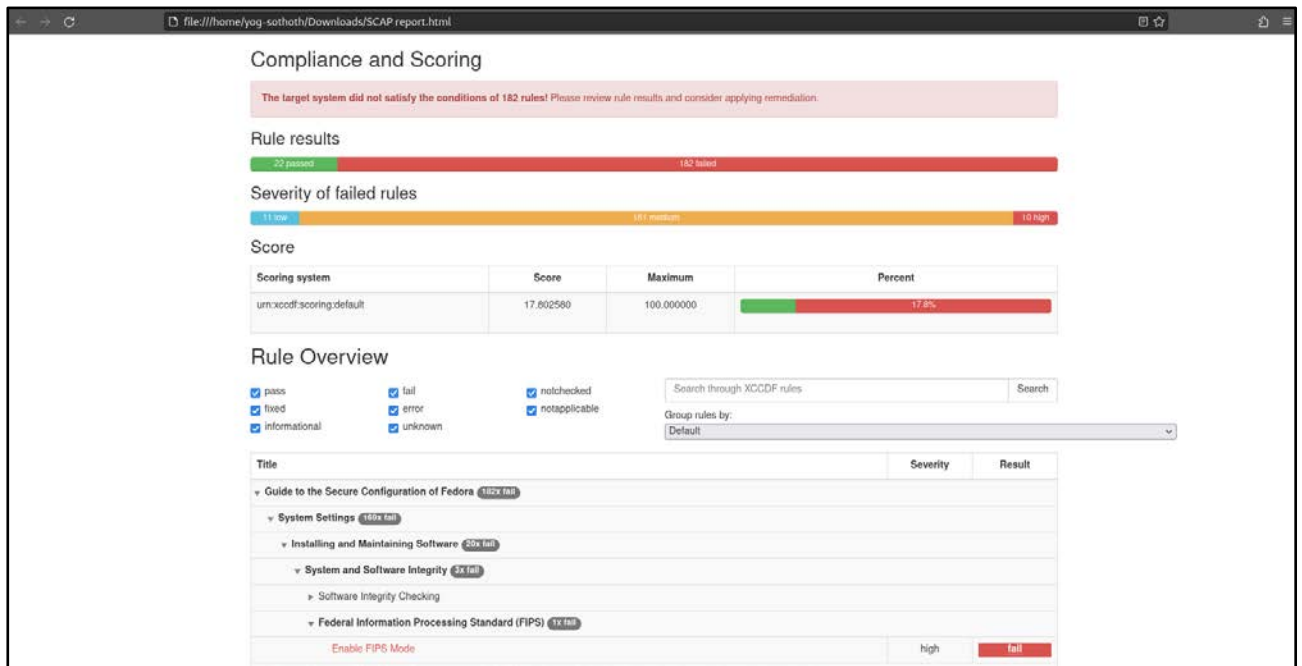 file:///home/yog-sothoth/Downloads/SCAP report.html
Compliance and Scoring
The target system did not satisfy the conditions of 182 rules! Please review rule results and consider applying remediation.
Rule results
22 passed 182 failed
Severity of failed rules
11 low 161 medium 10 high
Score
Scoring system Score Maximum Percent
urn:xccdf:scoring:default 17.802580 100.000000 17.8%
Rule Overview
pass fail notchecked Search through XCCDF rules Search
fixed error notapplicable Group rules by:
informational unknown Default
Title Severity Result
Guide to the Secure Configuration of Fedora 182x fail
System Settings 160x fail
Installing and Maintaining Software 20x fail
System and Software Integrity 3x fail
Software Integrity Checking
Federal Information Processing Standard (FIPS) 1x fail
Enable FIPS Mode high fail